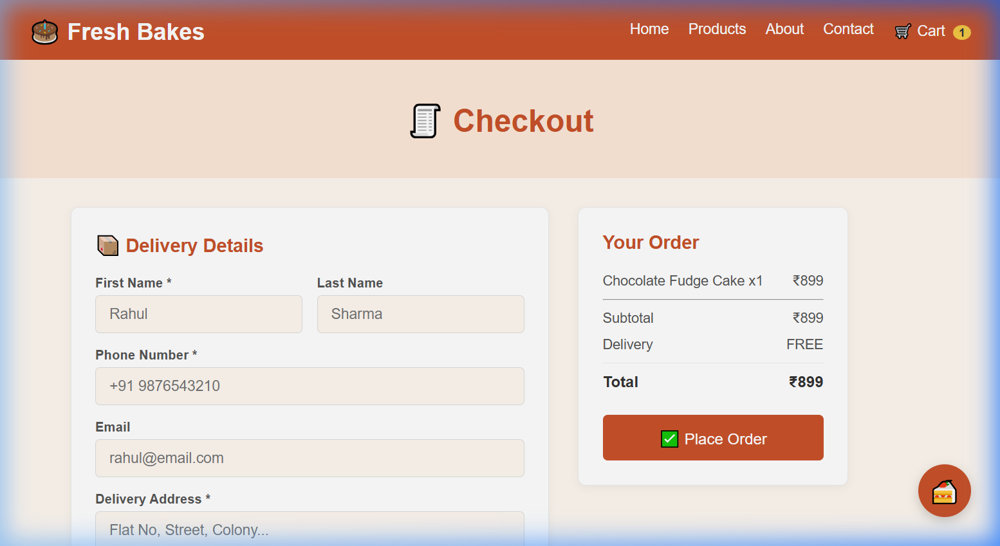 Fresh Bakes
Home Products About Contact Cart 1
Checkout
Delivery Details
First Name * Last Name
Rahul Sharma
Phone Number *
+91 9876543210
Email
rahul@email.com
Delivery Address *
Flat No, Street, Colony...
Your Order
Chocolate Fudge Cake x1 ₹899
Subtotal ₹899
Delivery FREE
Total ₹899
Place Order